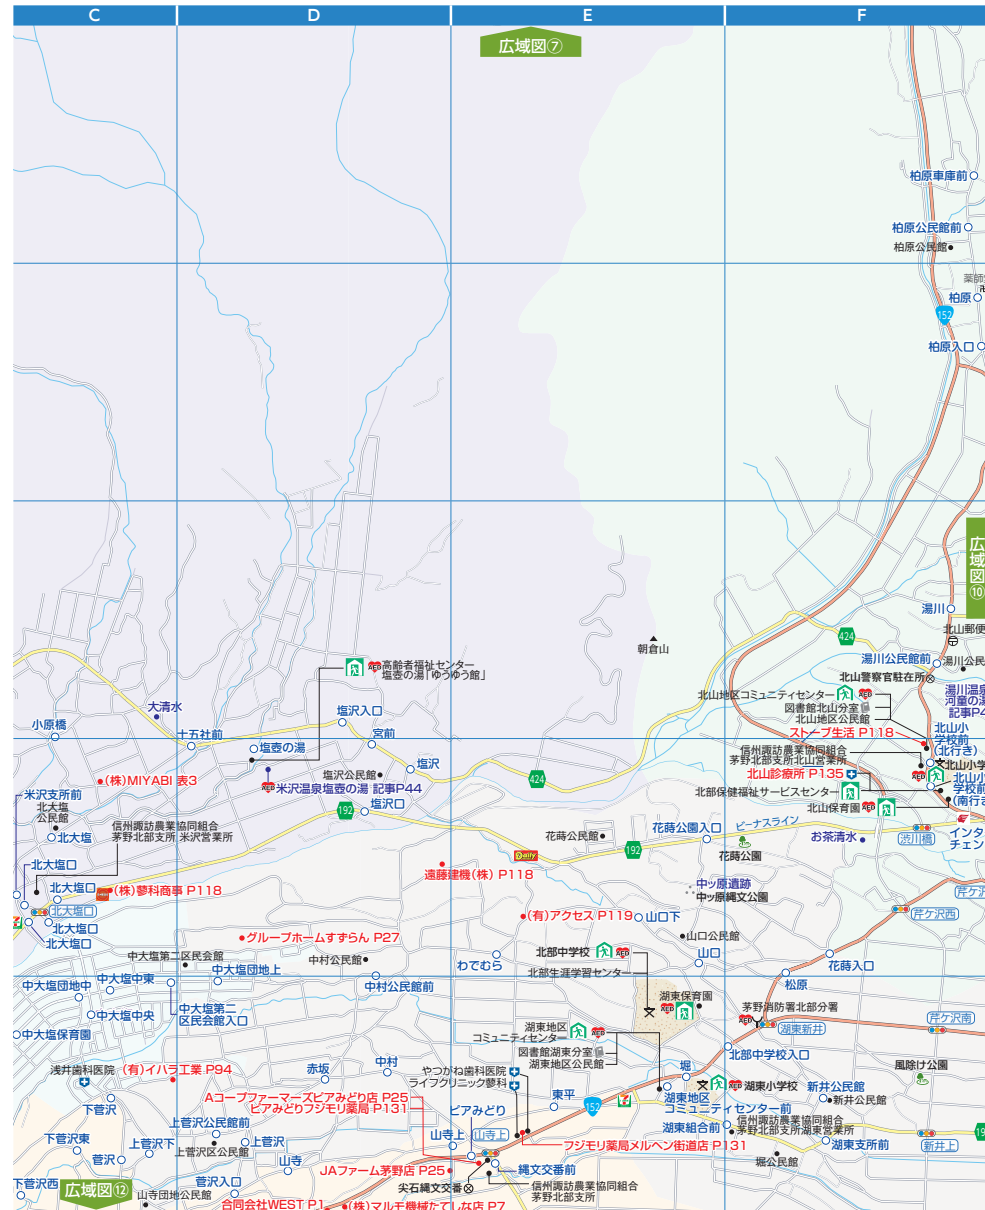 C
D
E
F
広域図⑦
柏原車庫前
柏原公民館前
柏原公民館
柏原
152
柏原入口
広域図⑩
湯川
424
北山郵便
朝倉山
湯川公民館前
湯川公民
北山警察官駐在所
高齢者福祉センター
塩壺の湯「ゆうゆう館」
北山地区コミュニティセンター
図書館北山分室
北山地区公民館
湯川温泉
河童の湯
記事P4
大清水
塩沢入口
小原橋
十五社前
宮前
塩壺の湯
ストーブ生活 P118
北山小
学校前
(北行き)
信州諏訪農業協同組合
茅野北部支所北山営業所
北山小学
塩沢
塩沢公民館
(株)MIYABI 表3
米沢温泉塩壺の湯 記事P44
424
北山診療所 P135
北部保健福祉サービスセンター
北山小
学校前
(南行き
米沢支所前
北大塩
公民館
塩沢口
192
北山保育園
信州諏訪農業協同組合
茅野北部支所 米沢営業所
北大塩
花蒔公民館
花蒔公園入口
ビーナスライン
お茶清水
渋川橋
インタ
チェン
192
花蒔公園
Daily
遠藤建機(株) P118
北大塩口
北大塩口
(株)蓼科商事 P118
中ッ原遺跡
中ッ原縄文公園
芹ケ沢
北大塩口
北大塩口
北大塩口
(有)アクセス P119
山口下
芹ケ沢西
グループホームすずらん P27
山口公民館
北部中学校
中大塩第二区民会館
中村公民館
わでむら
山口
花蒔入口
北部生涯学習センター
中大塩中東
中大塩団地上
中大塩団地中
中村公民館前
松原
湖東保育園
中大塩第二
区民会館入口
中大塩中央
茅野消防署北部分署
湖東新井
芹ケ沢南
中大塩保育園
湖東地区
コミュニティセンター
図書館湖東分室
湖東地区公民館
北部中学校入口
浅井歯科医院
(有)イハラ工業 P94
中村
赤坂
やつがね歯科医院
ライフクリニック蓼科
堀
風除け公園
湖東小学校
新井公民館
新井公民館
下菅沢
Aコープファーマーズピアみどり店 P25
ピアみどりフジモリ薬局 P131
ピアみどり
東平
152
湖東地区
コミュニティセンター前
湖東組合前
信州諏訪農業協同組合
茅野北部支所湖東営業所
上菅沢公民館前
下菅沢東
上菅沢下
上菅沢
上菅沢区公民館
山寺上
山寺上
フジモリ薬局メルヘン街道店 P131
湖東支所前
新井上
菅沢
山寺
堀公民館
JAファーム茅野店 P25
縄文交番前
下菅沢西
広域図⑫
菅沢入口
山寺団地公民館
尖石縄文交番
信州諏訪農業協同組合
茅野北部支所
合同会社WEST P1
(株)マルモ機械たてしな店 P7